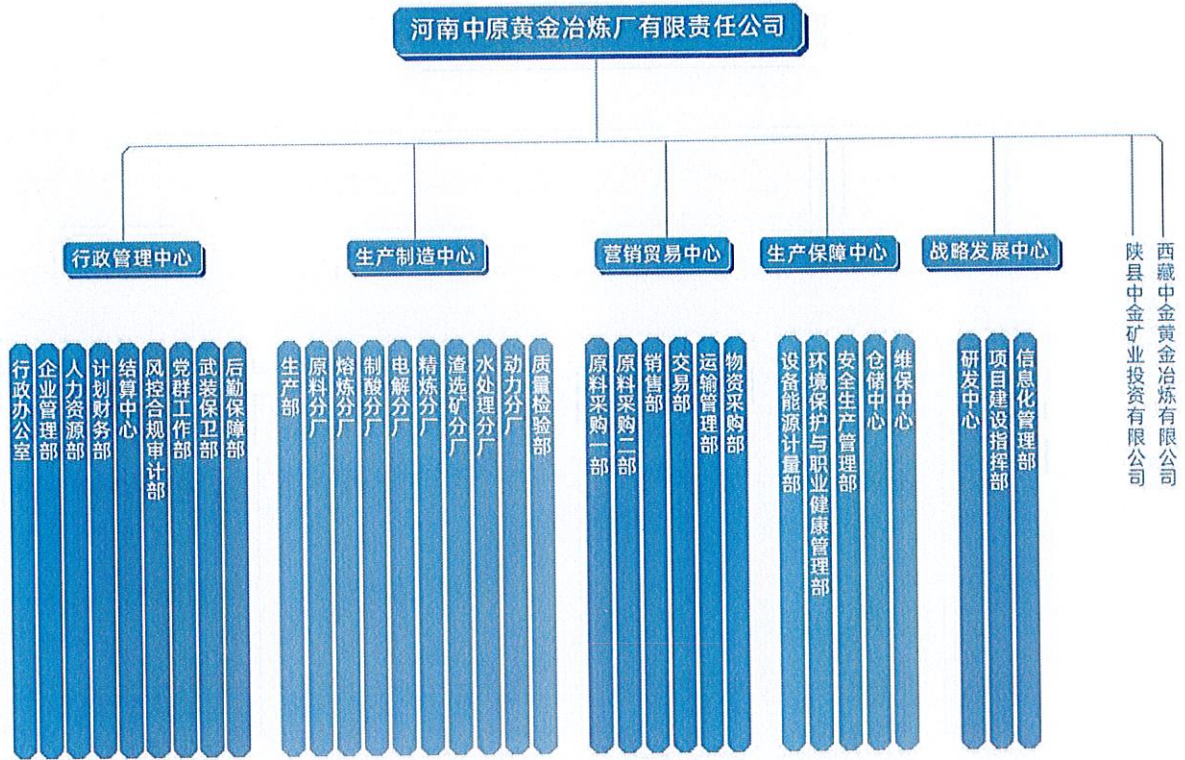 河南中原黄金冶炼厂有限责任公司
行政管理中心
生产制造中心
营销贸易中心
生产保障中心
战略发展中心
行政办公室
企业管理部
人力资源部
计划财务部
结算中心
风控合规审计部
党群工作部
武装保卫部
后勤保障部
生产部
原料分厂
熔炼分厂
制酸分厂
电解分厂
精炼分厂
渣选矿分厂
水处理分厂
动力分厂
质量检验部
原料采购一部
原料采购二部
销售部
交易部
运输管理部
物资采购部
设备能源计量部
环境保护与职业健康管理部
安全生产管理部
仓储中心
维保中心
研发中心
项目建设指挥部
信息化管理部
陕县中金矿业投资有限公司
西藏中金黄金冶炼有限公司